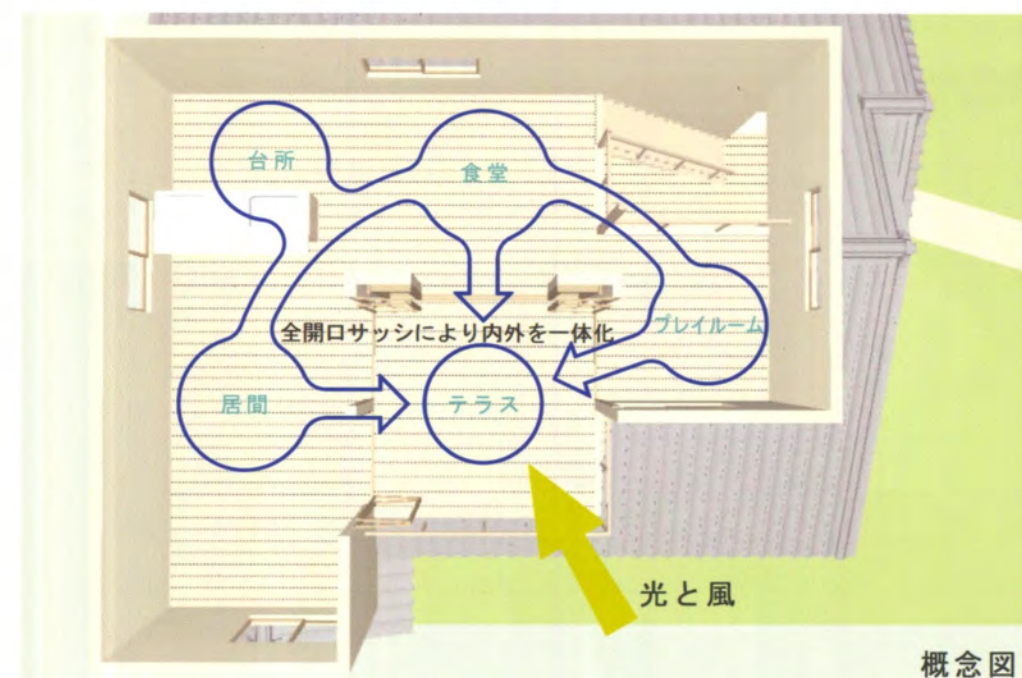 台所
食堂
全開口サッシにより内外を一体化
プレイルーム
居間
テラス
光と風
概念図